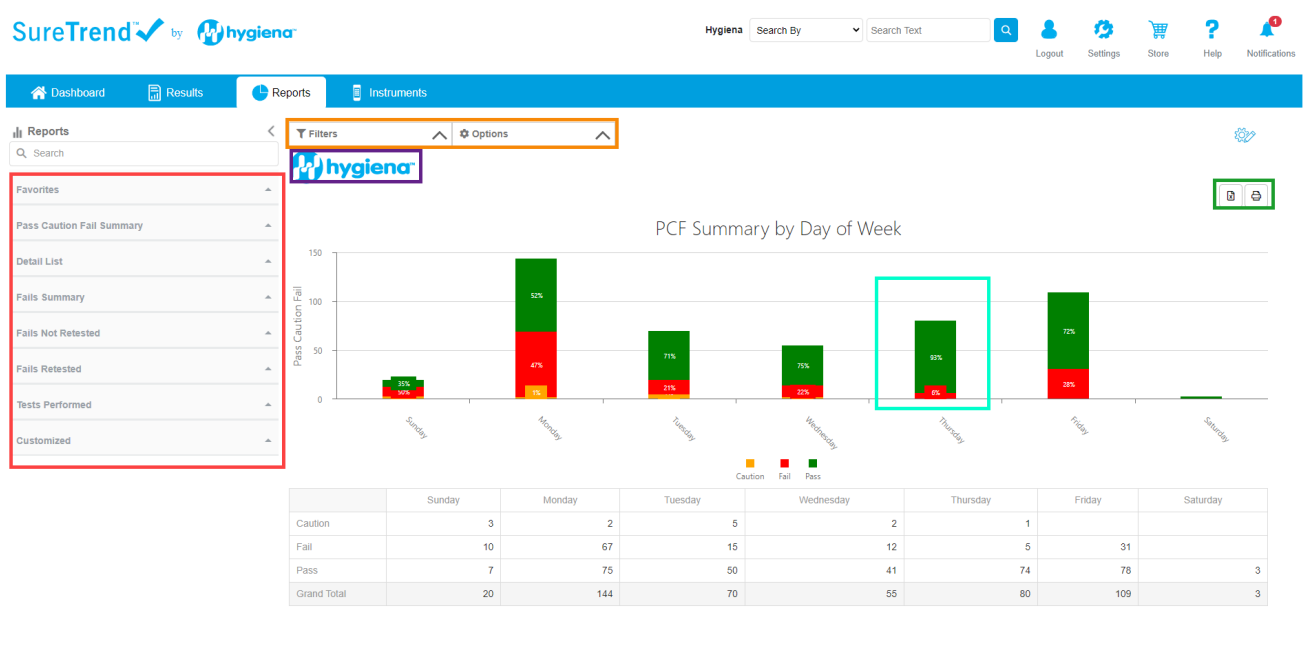 SureTrend™ by hygiena™
Hygiena Search By Search Text
Logout Settings Store Help Notifications
1
Dashboard Results Reports Instruments
Reports
Search
Favorites
Pass Caution Fail Summary
Detail List
Fails Summary
Fails Not Retested
Fails Retested
Tests Performed
Customized
Filters Options
hygiena™
PCF Summary by Day of Week
Pass Caution Fail
150
100
50
0
35%
50%
52%
47%
1%
71%
21%
75%
22%
93%
6%
72%
28%
Sunday Monday Tuesday Wednesday Thursday Friday Saturday
Caution Fail Pass
Sunday Monday Tuesday Wednesday Thursday Friday Saturday
Caution 3 2 5 2 1
Fail 10 67 15 12 5 31
Pass 7 75 50 41 74 78 3
Grand Total 20 144 70 55 80 109 3